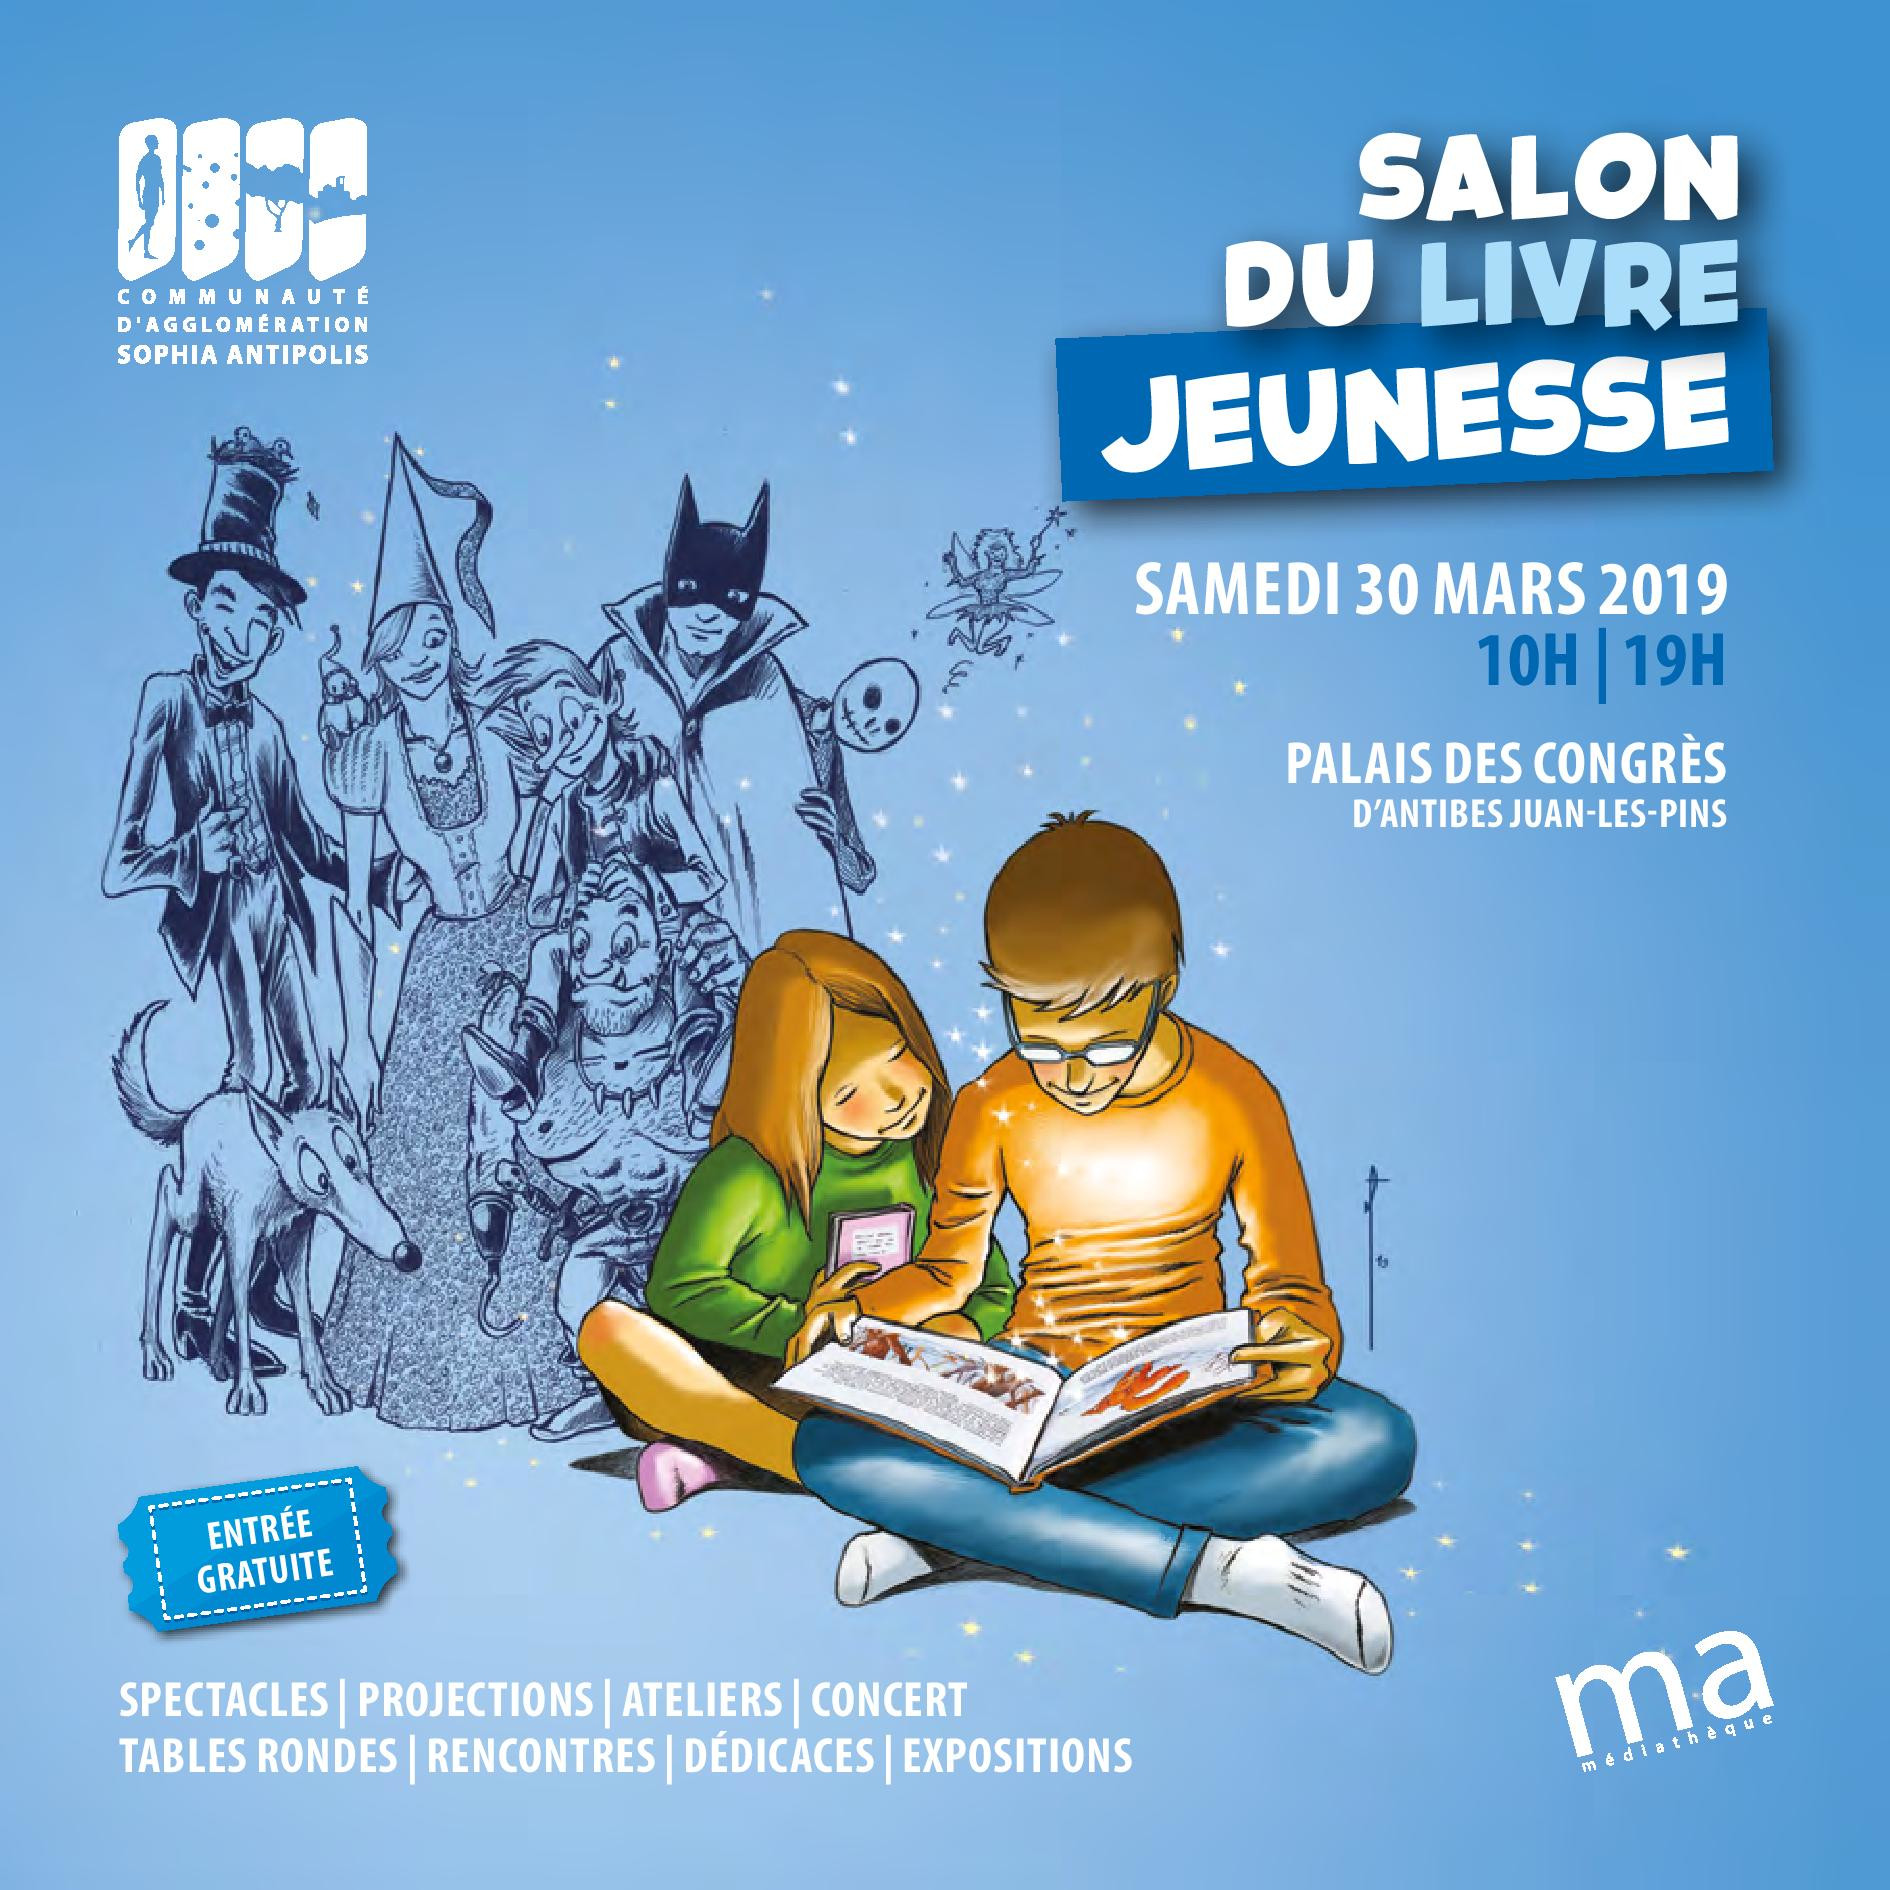 COMMUNAUTÉ
D'AGGLOMÉRATION
SOPHIA ANTIPOLIS
SALON
DU LIVRE
JEUNESSE
SAMEDI 30 MARS 2019
10H | 19H
PALAIS DES CONGRÈS
D'ANTIBES JUAN-LES-PINS
ENTRÉE
GRATUITE
SPECTACLES | PROJECTIONS | ATELIERS | CONCERT
TABLES RONDES | RENCONTRES | DÉDICACES | EXPOSITIONS
ma
médiathèque